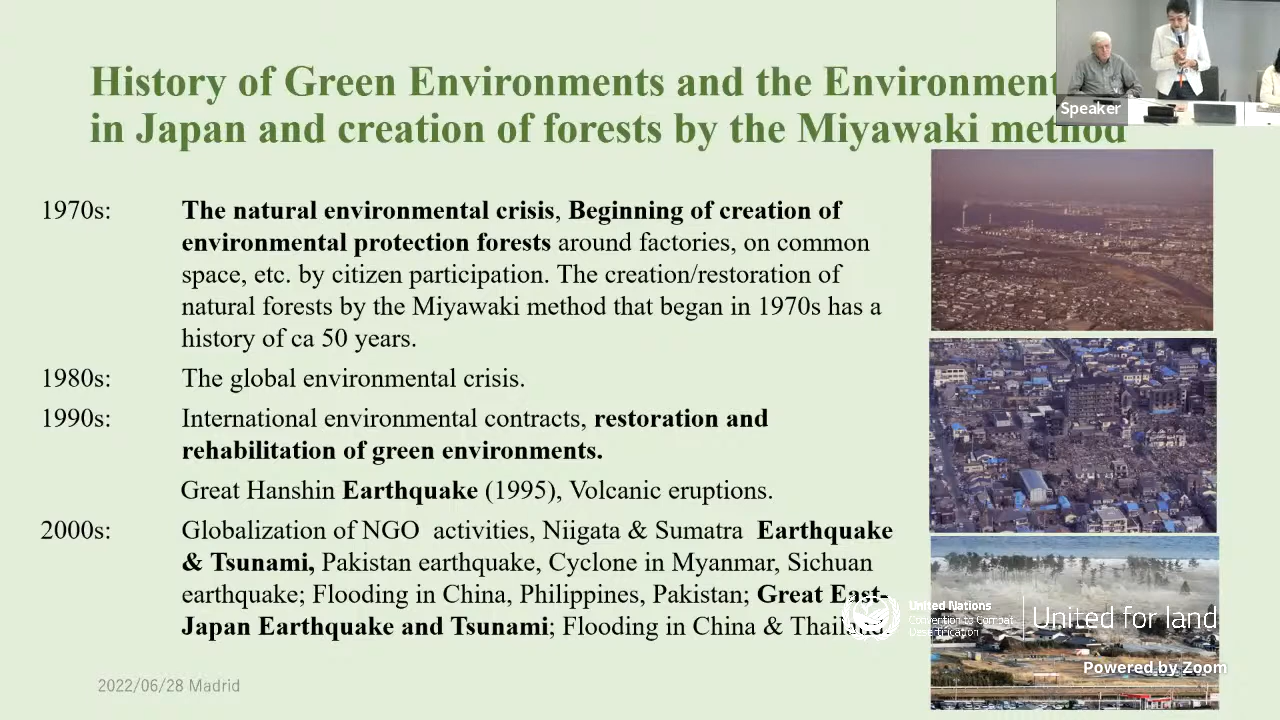 History of Green Environments and the Environment
in Japan and creation of forests by the Miyawaki method
Speaker
1970s: The natural environmental crisis, Beginning of creation of
environmental protection forests around factories, on common
space, etc. by citizen participation. The creation/restoration of
natural forests by the Miyawaki method that began in 1970s has a
history of ca 50 years.
1980s: The global environmental crisis.
1990s: International environmental contracts, restoration and
rehabilitation of green environments.
Great Hanshin Earthquake (1995), Volcanic eruptions.
2000s: Globalization of NGO activities, Niigata & Sumatra Earthquake
& Tsunami, Pakistan earthquake, Cyclone in Myanmar, Sichuan
earthquake; Flooding in China, Philippines, Pakistan; Great East-
Japan Earthquake and Tsunami; Flooding in China & Thailand.
United Nations
Convention to Combat
Desertification
United for land
Powered by Zoom
2022/06/28 Madrid